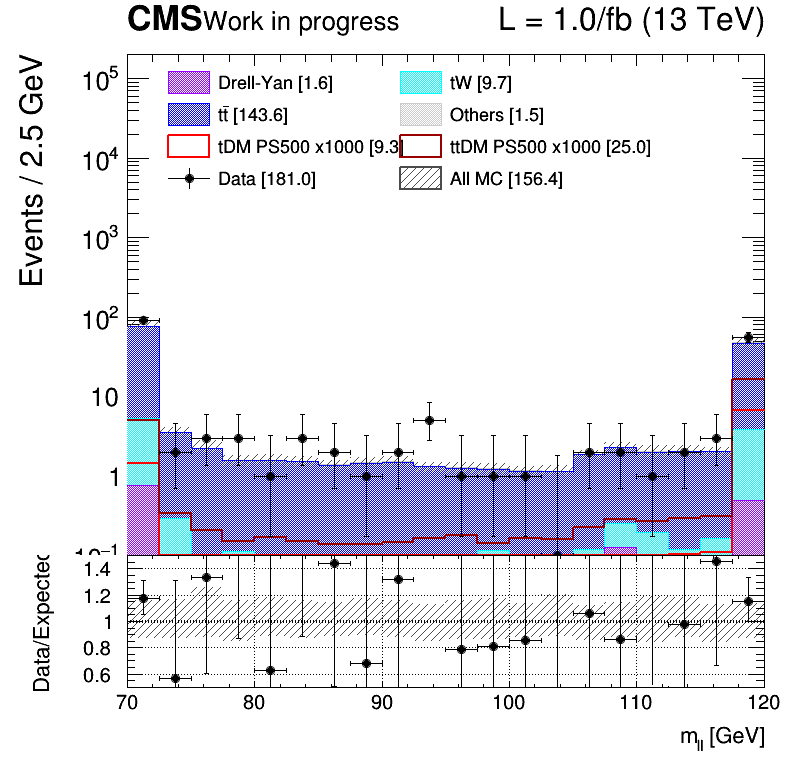 CMS Work in progress L = 1.0/fb (13 TeV)
Events / 2.5 GeV
10⁵
10⁴
10³
10²
10
1
10⁻¹
Drell-Yan [1.6]
tW [9.7]
tt̄ [143.6]
Others [1.5]
tDM PS500 x1000 [9.3
ttDM PS500 x1000 [25.0]
Data [181.0]
All MC [156.4]
Data/Expected
1.4
1.2
1
0.8
0.6
70 80 90 100 110 120
m_ll [GeV]